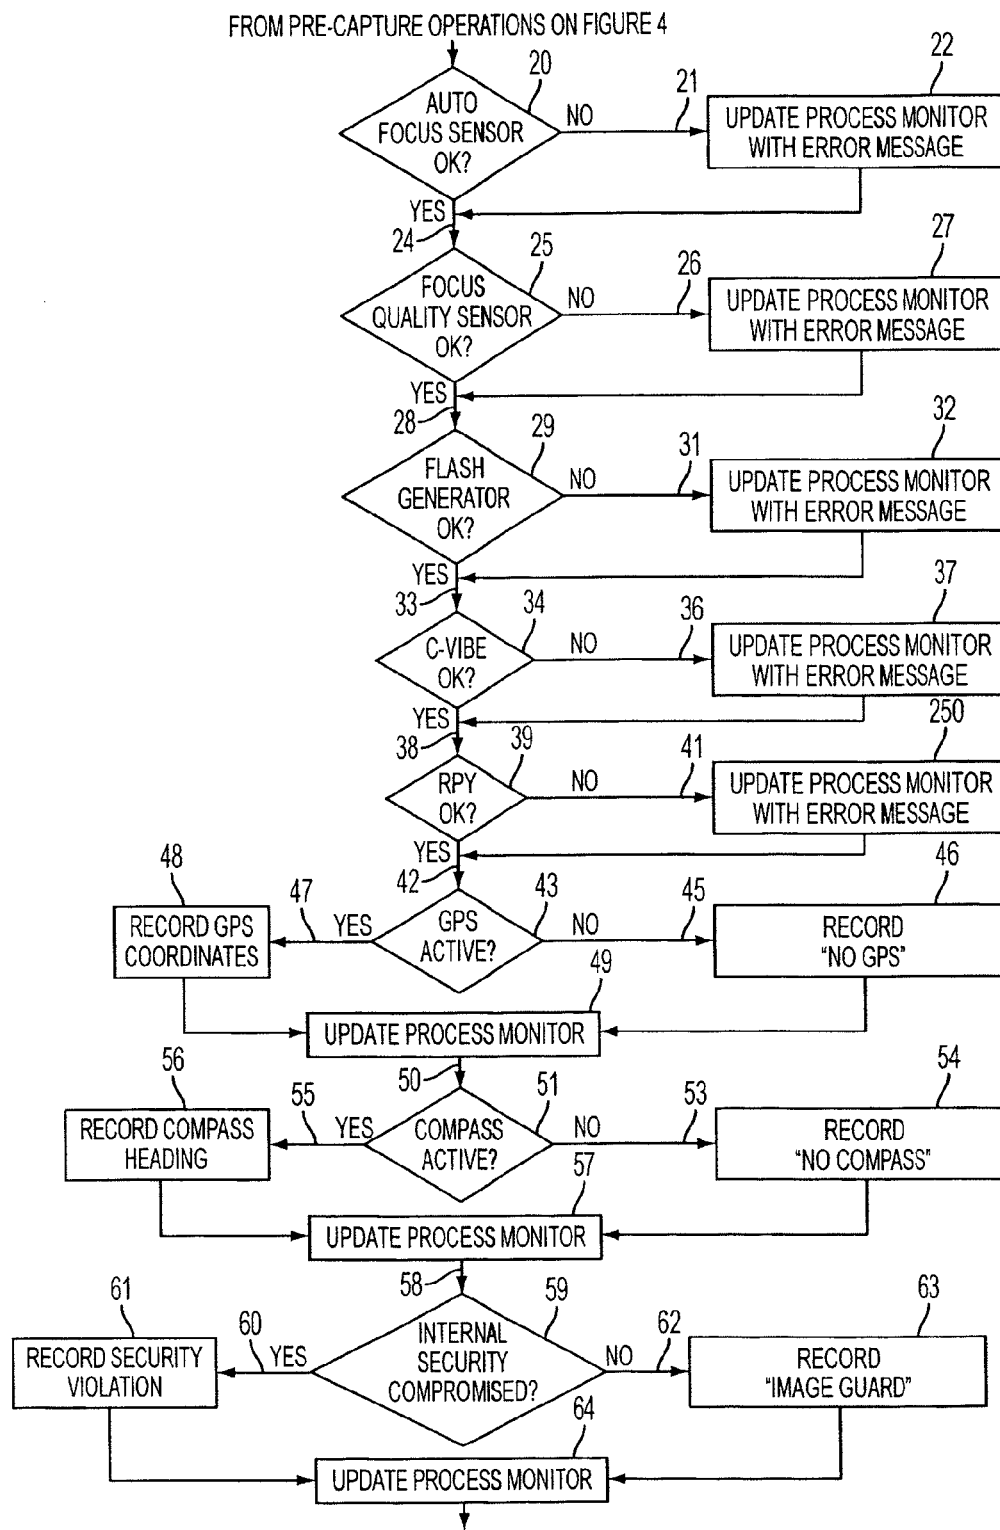 FROM PRE-CAPTURE OPERATIONS ON FIGURE 4
20
21
22
AUTO
FOCUS SENSOR
OK?
NO
UPDATE PROCESS MONITOR
WITH ERROR MESSAGE
YES
24
25
26
27
FOCUS
QUALITY SENSOR
OK?
NO
UPDATE PROCESS MONITOR
WITH ERROR MESSAGE
YES
28
29
31
32
FLASH
GENERATOR
OK?
NO
UPDATE PROCESS MONITOR
WITH ERROR MESSAGE
YES
33
34
36
37
C-VIBE
OK?
NO
UPDATE PROCESS MONITOR
WITH ERROR MESSAGE
YES
38
39
41
250
RPY
OK?
NO
UPDATE PROCESS MONITOR
WITH ERROR MESSAGE
YES
42
48
47
43
45
46
RECORD GPS
COORDINATES
YES
GPS
ACTIVE?
NO
RECORD
"NO GPS"
49
UPDATE PROCESS MONITOR
50
56
55
51
53
54
RECORD COMPASS
HEADING
YES
COMPASS
ACTIVE?
NO
RECORD
"NO COMPASS"
57
UPDATE PROCESS MONITOR
58
61
60
59
62
63
RECORD SECURITY
VIOLATION
YES
INTERNAL
SECURITY
COMPROMISED?
NO
RECORD
"IMAGE GUARD"
64
UPDATE PROCESS MONITOR